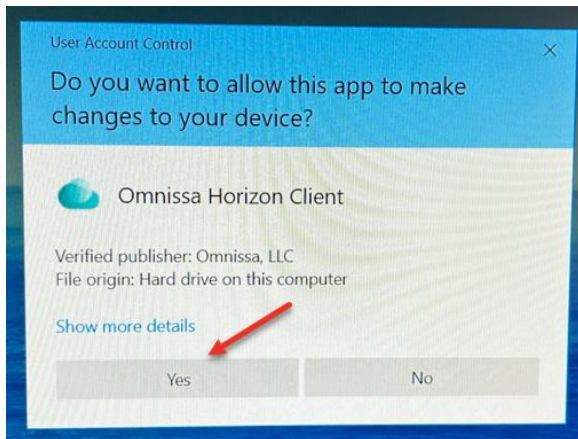 User Account Control
Do you want to allow this app to make
changes to your device?
Omnissa Horizon Client
Verified publisher: Omnissa, LLC
File origin: Hard drive on this computer
Show more details
Yes
No